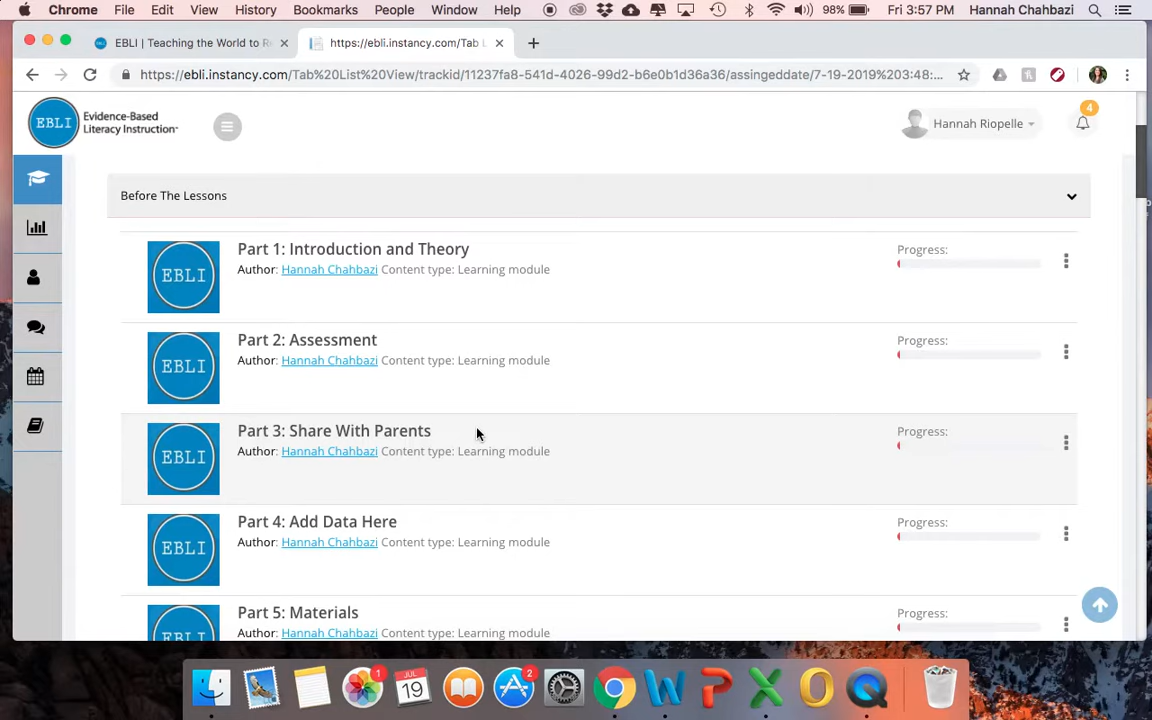 Chrome File Edit View History Bookmarks People Window Help 98% Fri 3:57 PM Hannah Chahbazi
EBLI | Teaching the World to R
https://ebli.instancy.com/Tab L
https://ebli.instancy.com/Tab%20List%20View/trackid/11237fa8-541d-4026-99d2-b6e0b1d36a36/assingeddate/7-19-2019%203:48:...
EBLI
Evidence-Based
Literacy Instruction
Hannah Riopelle
4
Before The Lessons
EBLI
Part 1: Introduction and Theory
Author: Hannah Chahbazi Content type: Learning module
Progress:
EBLI
Part 2: Assessment
Author: Hannah Chahbazi Content type: Learning module
Progress:
EBLI
Part 3: Share With Parents
Author: Hannah Chahbazi Content type: Learning module
Progress:
EBLI
Part 4: Add Data Here
Author: Hannah Chahbazi Content type: Learning module
Progress:
EBLI
Part 5: Materials
Author: Hannah Chahbazi Content type: Learning module
Progress:
1
JUL
19
2